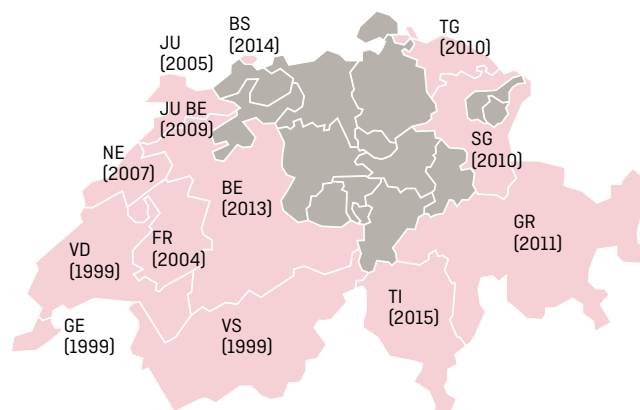 BS
(2014)
TG
(2010)
JU
(2005)
JU BE
(2009)
NE
(2007)
SG
(2010)
BE
(2013)
GR
(2011)
VD
(1999)
FR
(2004)
TI
(2015)
GE
(1999)
VS
(1999)